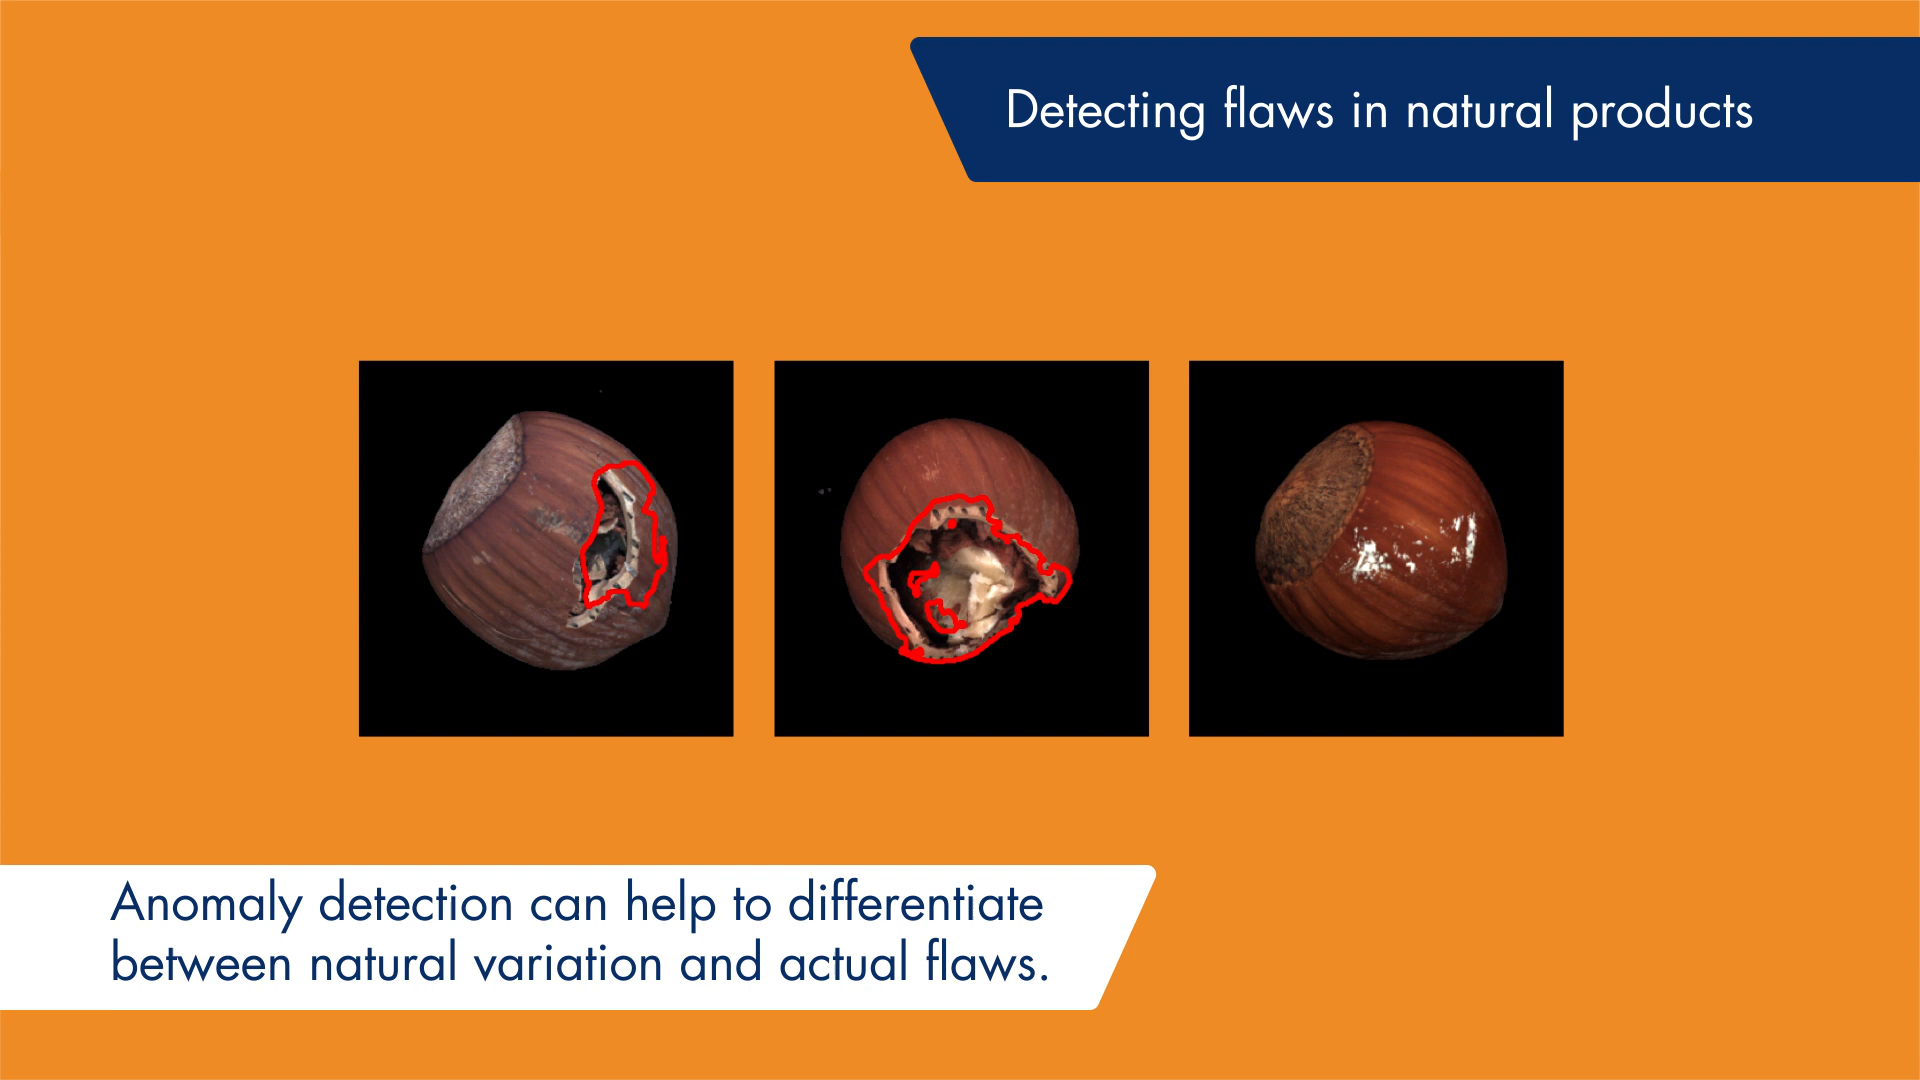 Detecting flaws in natural products
Anomaly detection can help to differentiate
between natural variation and actual flaws.